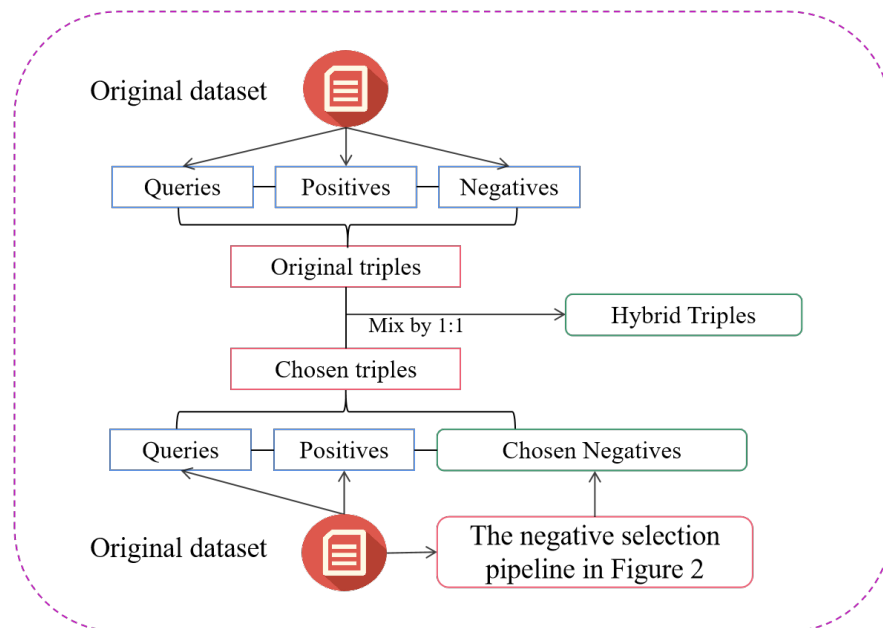 Original dataset
Queries
Positives
Negatives
Original triples
Mix by 1:1
Hybrid Triples
Chosen triples
Queries
Positives
Chosen Negatives
Original dataset
The negative selection
pipeline in Figure 2